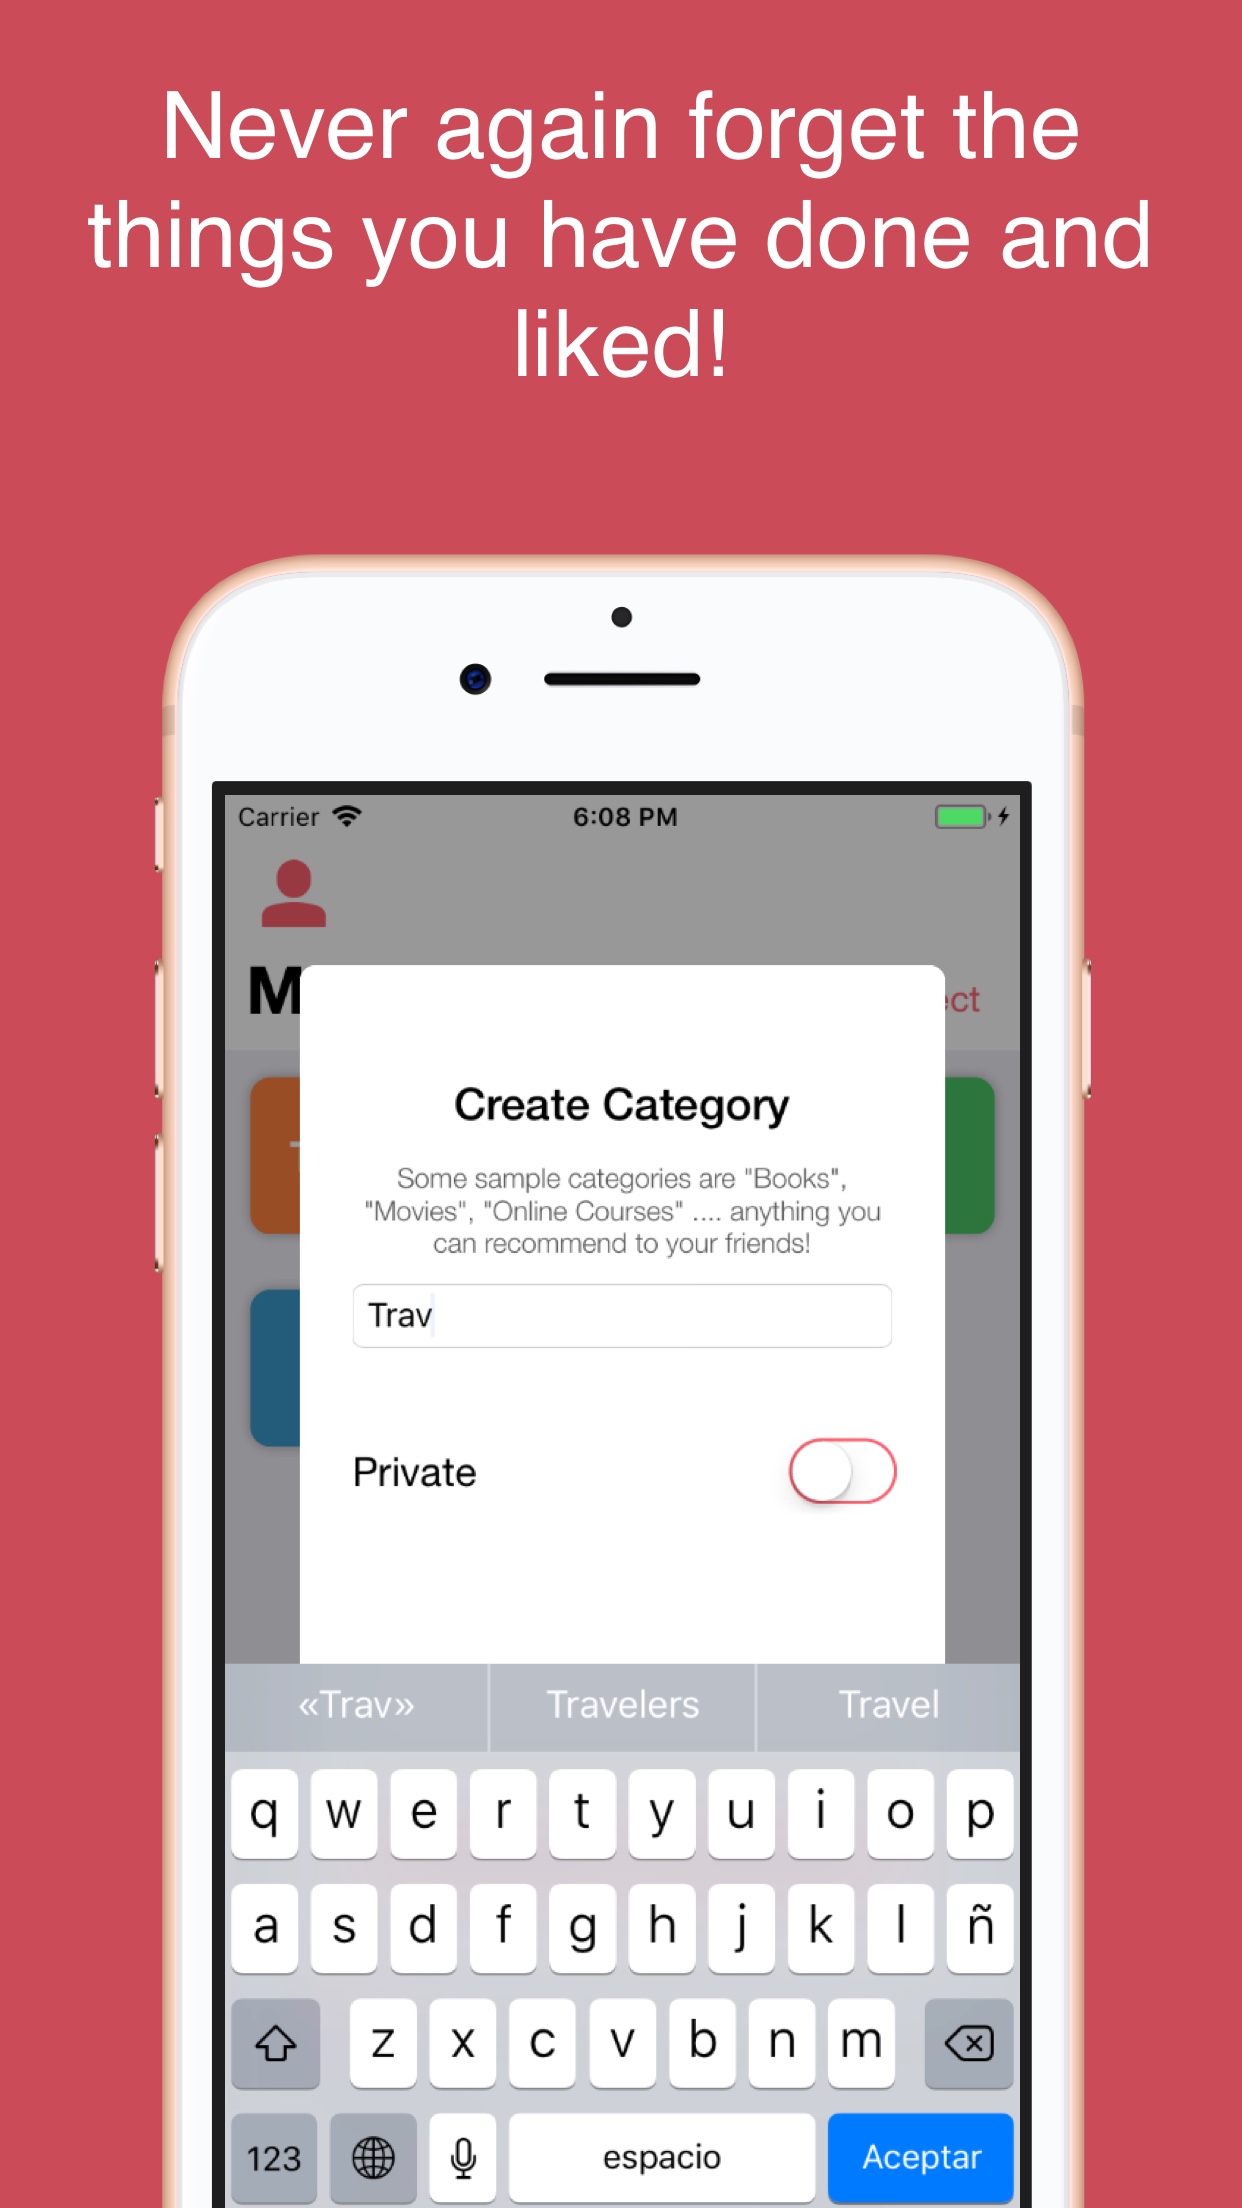 Never again forget the
things you have done and
liked!
Carrier
6:08 PM
M
ect
Create Category
Some sample categories are "Books",
"Movies", "Online Courses" .... anything you
can recommend to your friends!
Trav
Private
«Trav» Travelers Travel
q w e r t y u i o p
a s d f g h j k l ñ
z x c v b n m
123 espacio Aceptar